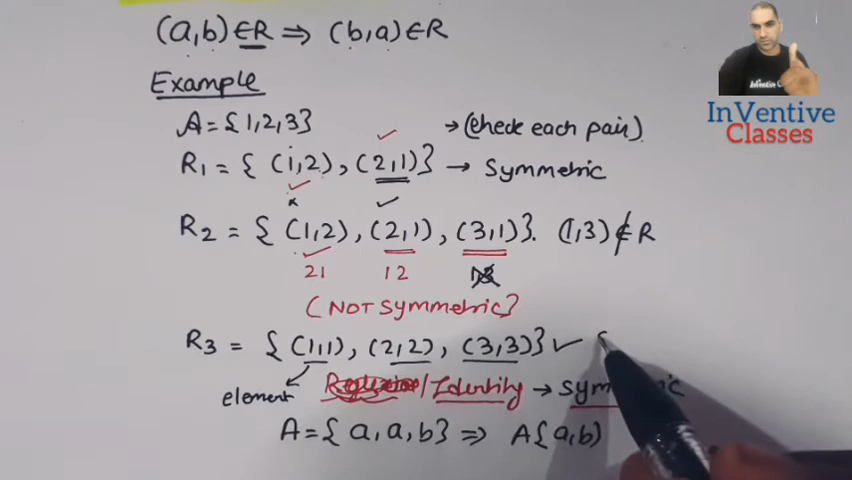 (a,b)∈R ⇒ (b,a)∈R
Example
A={1,2,3} →(check each pair).
R₁ = { (1,2), (2,1)} → Symmetric
R₂ = { (1,2), (2,1), (3,1)}. (1,3)∉R
21 12
(NOT Symmetric)
R₃ = { (1,1), (2,2), (3,3)} ✓
element /Identity →
A={a,a,b} ⇒ A{a,b)
InVentive
Classes